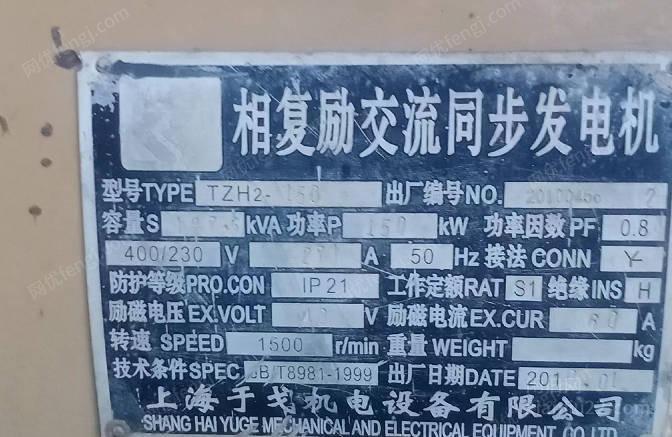 相复励交流同步发电机
型号TYPE TZH2-150 出厂编号NO.
容量S kVA 功率P 150 kW 功率因数PF 0.8
400/230 V A 50 Hz 接法CONN Y
防护等级PRO.CON IP21 工作定额RAT S1 绝缘INS H
励磁电压EX.VOLT V 励磁电流EX.CUR A
转速 SPEED 1500 r/min 重量WEIGHT kg
技术条件SPEC. JB/T8981-1999 出厂日期DATE
上海于戈机电设备有限公司
SHANG HAI YUGE MECHANICAL AND ELECTRICAL EQUIPMENT CO.,LTD